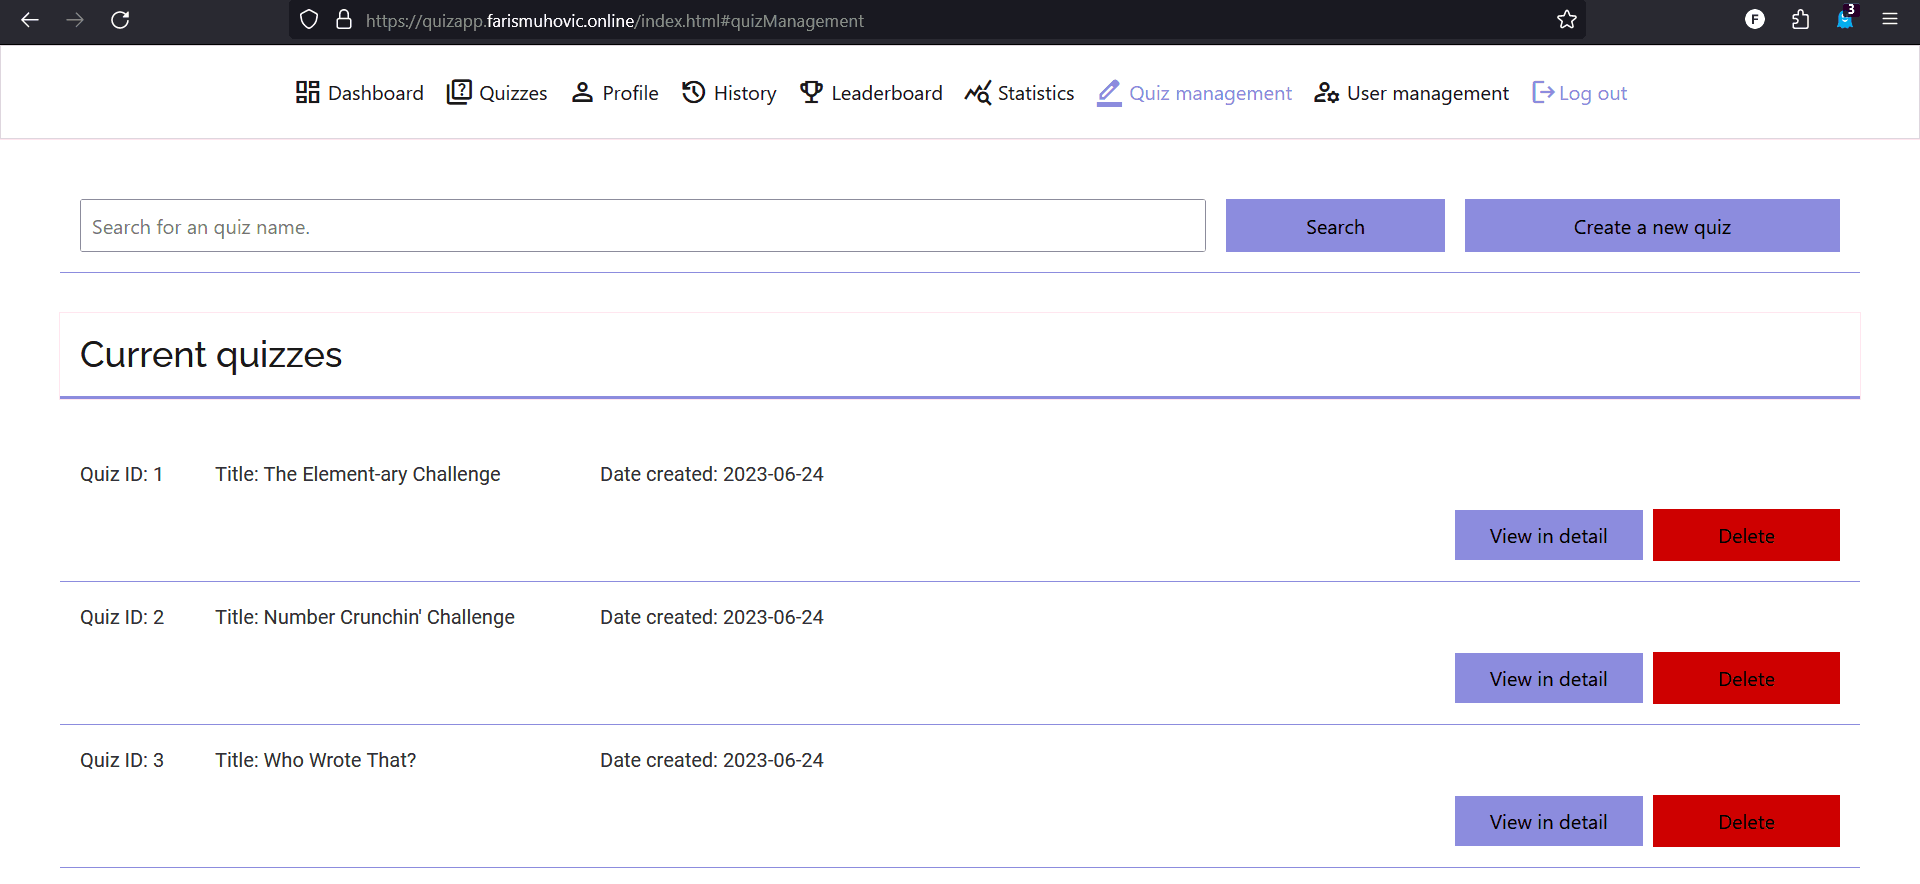 https://quizapp.farismuhovic.online/index.html#quizManagement
F
3
Dashboard Quizzes Profile History Leaderboard Statistics Quiz management User management Log out
Search for an quiz name. Search Create a new quiz
Current quizzes
Quiz ID: 1 Title: The Element-ary Challenge Date created: 2023-06-24
View in detail Delete
Quiz ID: 2 Title: Number Crunchin' Challenge Date created: 2023-06-24
View in detail Delete
Quiz ID: 3 Title: Who Wrote That? Date created: 2023-06-24
View in detail Delete